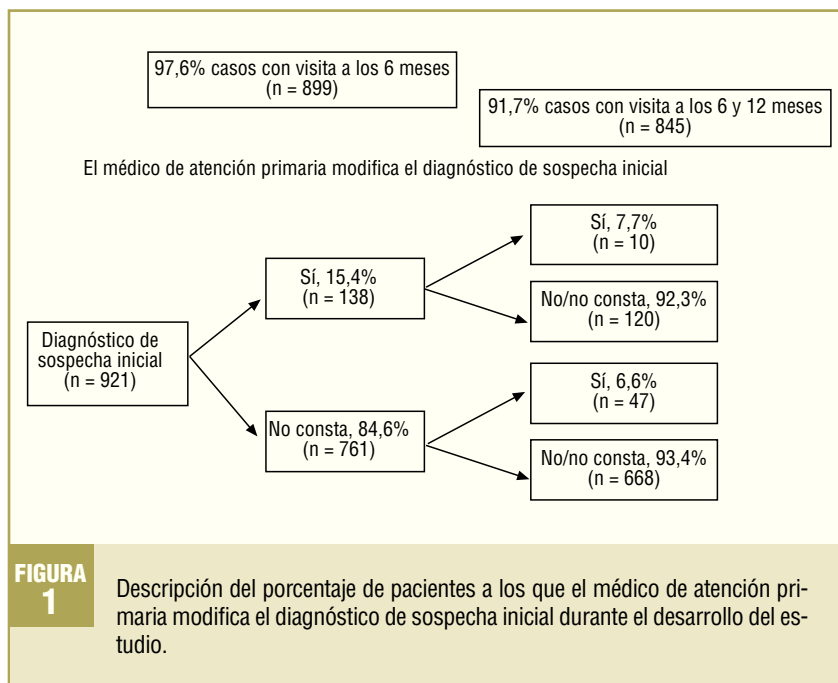 97,6% casos con visita a los 6 meses
(n = 899)
91,7% casos con visita a los 6 y 12 meses
(n = 845)
El médico de atención primaria modifica el diagnóstico de sospecha inicial
Diagnóstico de
sospecha inicial
(n = 921)
Sí, 15,4%
(n = 138)
No consta, 84,6%
(n = 761)
Sí, 7,7%
(n = 10)
No/no consta, 92,3%
(n = 120)
Sí, 6,6%
(n = 47)
No/no consta, 93,4%
(n = 668)
FIGURA
1
Descripción del porcentaje de pacientes a los que el médico de atención pri-
maria modifica el diagnóstico de sospecha inicial durante el desarrollo del es-
tudio.